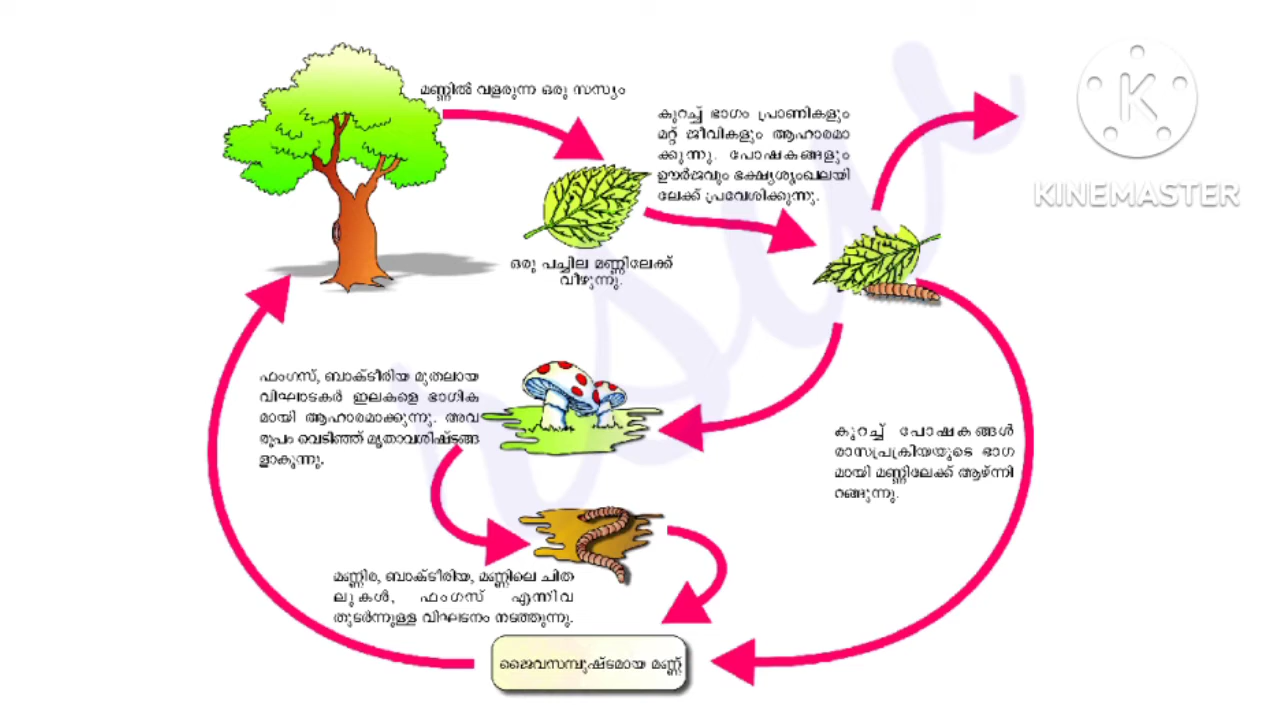 മണ്ണിൽ വളരുന്ന ഒരു സസ്യം
കുറച്ച് ഭാഗം പ്രാണികളും
മറ്റ് ജീവികളും ആഹാരമാ
ക്കുന്നു. പോഷകങ്ങളും
ഊർജവും ഭക്ഷ്യശൃംഖലയി
ലേക്ക് പ്രവേശിക്കുന്നു.
KINEMASTER
ഒരു പച്ചില മണ്ണിലേക്ക്
വീഴുന്നു.
ഫംഗസ്, ബാക്ടീരിയ മുതലായ
വിഘാടകർ ഇലകളെ ഭാഗിക
മായി ആഹാരമാക്കുന്നു. അവ
രൂപം വെടിഞ്ഞ് മൃതാവശിഷ്ടങ്ങ
ളാകുന്നു.
കുറച്ച് പോഷകങ്ങൾ
രാസപ്രക്രിയയുടെ ഭാഗ
മായി മണ്ണിലേക്ക് ആഴ്ന്നി
റങ്ങുന്നു.
മണ്ണിര, ബാക്ടീരിയ, മണ്ണിലെ ചിത
ലുകൾ, ഫംഗസ് എന്നിവ
തുടർന്നുള്ള വിഘടനം നടത്തുന്നു.
ജൈവസമ്പുഷ്ടമായ മണ്ണ്